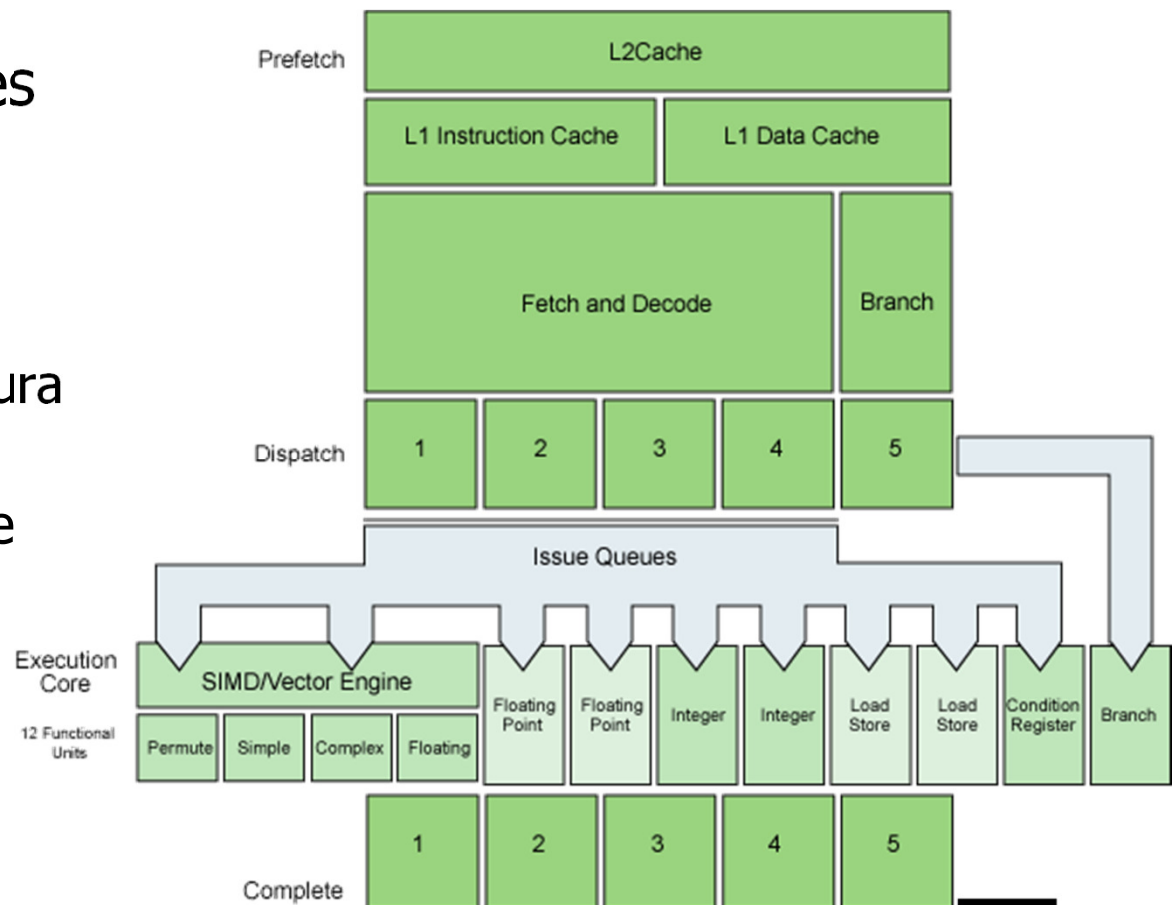 es
ura
e
Prefetch
L2Cache
L1 Instruction Cache
L1 Data Cache
Fetch and Decode
Branch
Dispatch
1
2
3
4
5
Issue Queues
Execution
Core
SIMD/Vector Engine
12 Functional
Units
Permute
Simple
Complex
Floating
Floating
Point
Floating
Point
Integer
Integer
Load
Store
Load
Store
Condition
Register
Branch
Complete
1
2
3
4
5